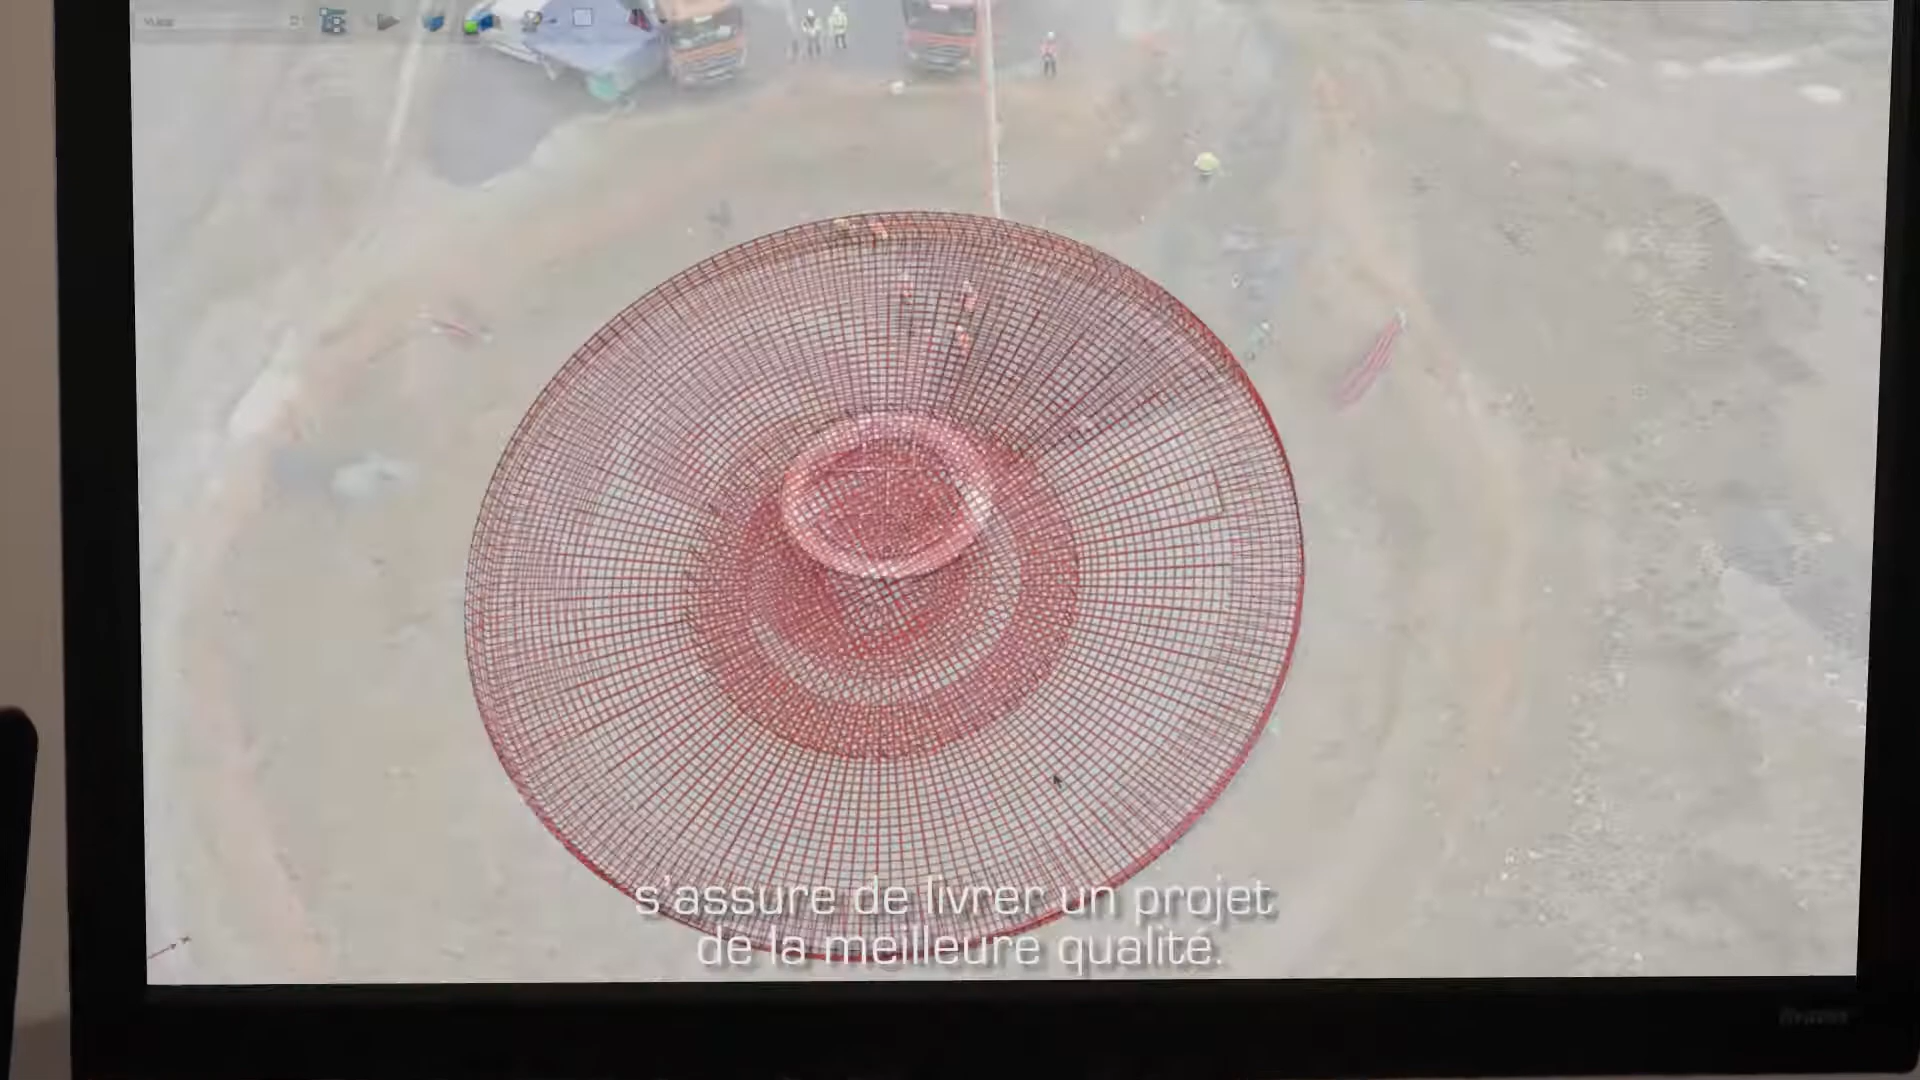 s'assure de livrer un projet
de la meilleure qualité.